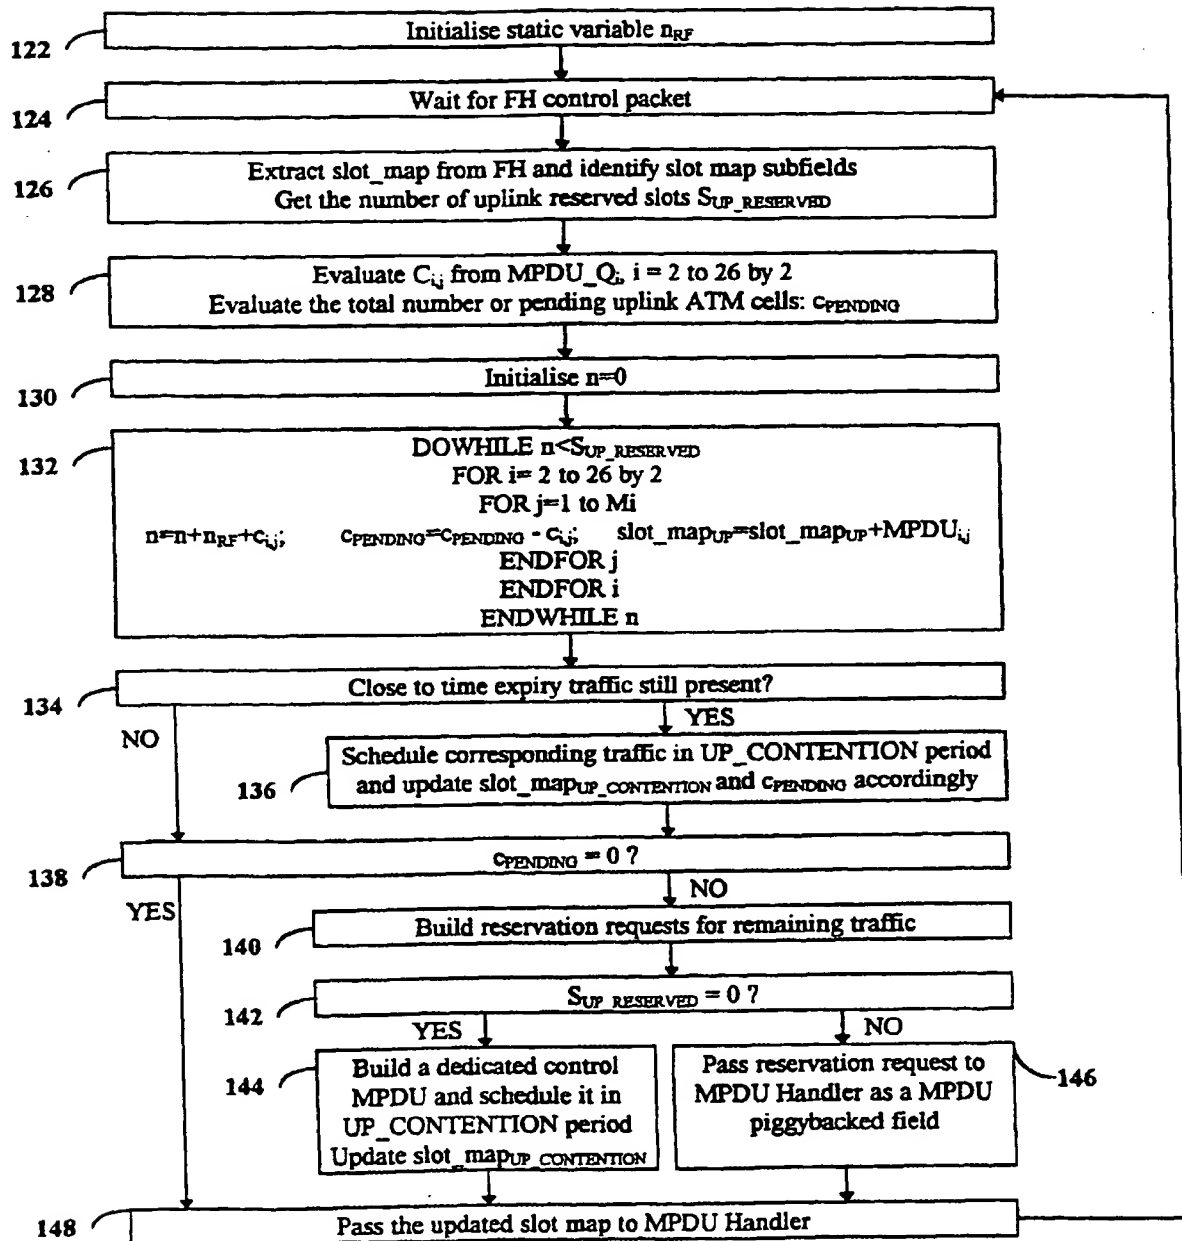 122
Initialise static variable n_RF
124
Wait for FH control packet
126
Extract slot_map from FH and identify slot map subfields
Get the number of uplink reserved slots S_UP_RESERVED
128
Evaluate C_i,j from MPDU_Q_i, i = 2 to 26 by 2
Evaluate the total number or pending uplink ATM cells: c_PENDING
130
Initialise n=0
132
DOWHILE n<S_UP_RESERVED
FOR i= 2 to 26 by 2
FOR j=1 to Mi
n=n+n_RF+c_i,j; c_PENDING=c_PENDING - c_i,j; slot_map_UP=slot_map_UP+MPDU_i,j
ENDFOR j
ENDFOR i
ENDWHILE n
134
Close to time expiry traffic still present?
NO
YES
136
Schedule corresponding traffic in UP_CONTENTION period
and update slot_map_UP_CONTENTION and c_PENDING accordingly
138
c_PENDING = 0 ?
YES
NO
140
Build reservation requests for remaining traffic
142
S_UP_RESERVED = 0 ?
YES
NO
144
Build a dedicated control
MPDU and schedule it in
UP_CONTENTION period
Update slot_map_UP_CONTENTION
Pass reservation request to
MPDU Handler as a MPDU
piggybacked field
146
148
Pass the updated slot map to MPDU Handler